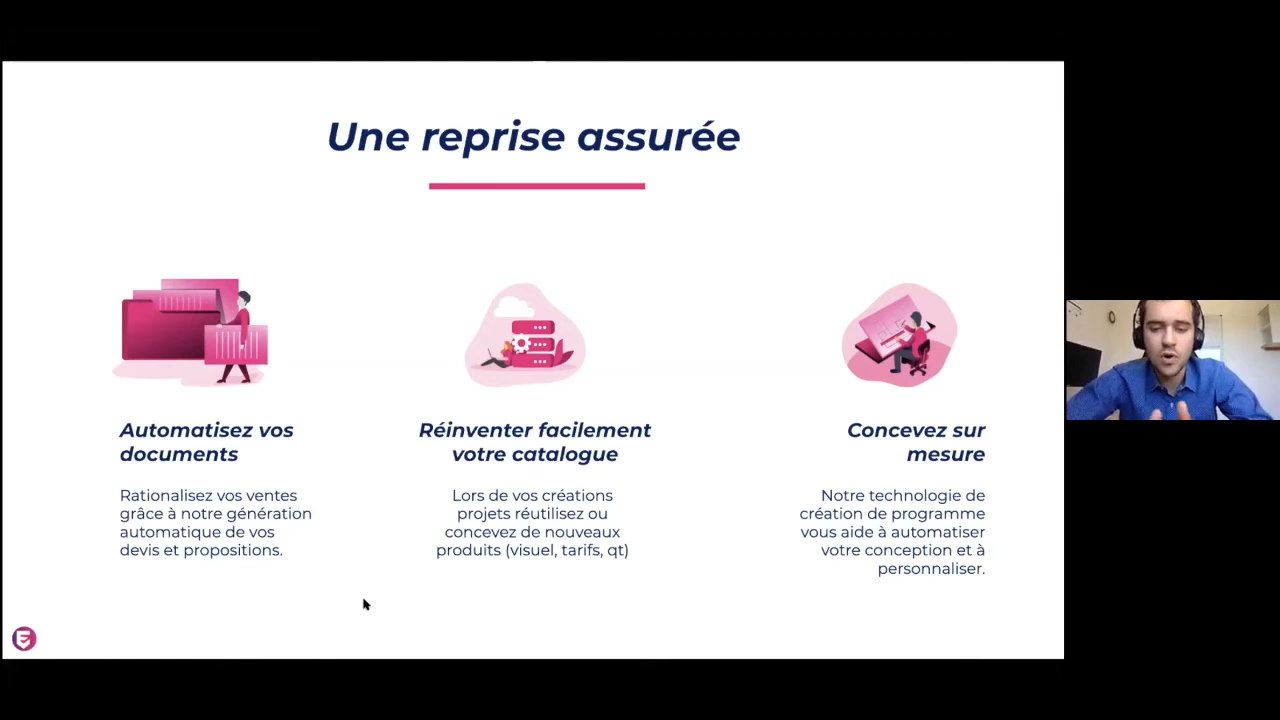 Une reprise assurée
Automatisez vos
documents
Rationalisez vos ventes
grâce à notre génération
automatique de vos
devis et propositions.
Réinventer facilement
votre catalogue
Lors de vos créations
projets réutilisez ou
concevez de nouveaux
produits (visuel, tarifs, qt)
Concevez sur
mesure
Notre technologie de
création de programme
vous aide à automatiser
votre conception et à
personnaliser.